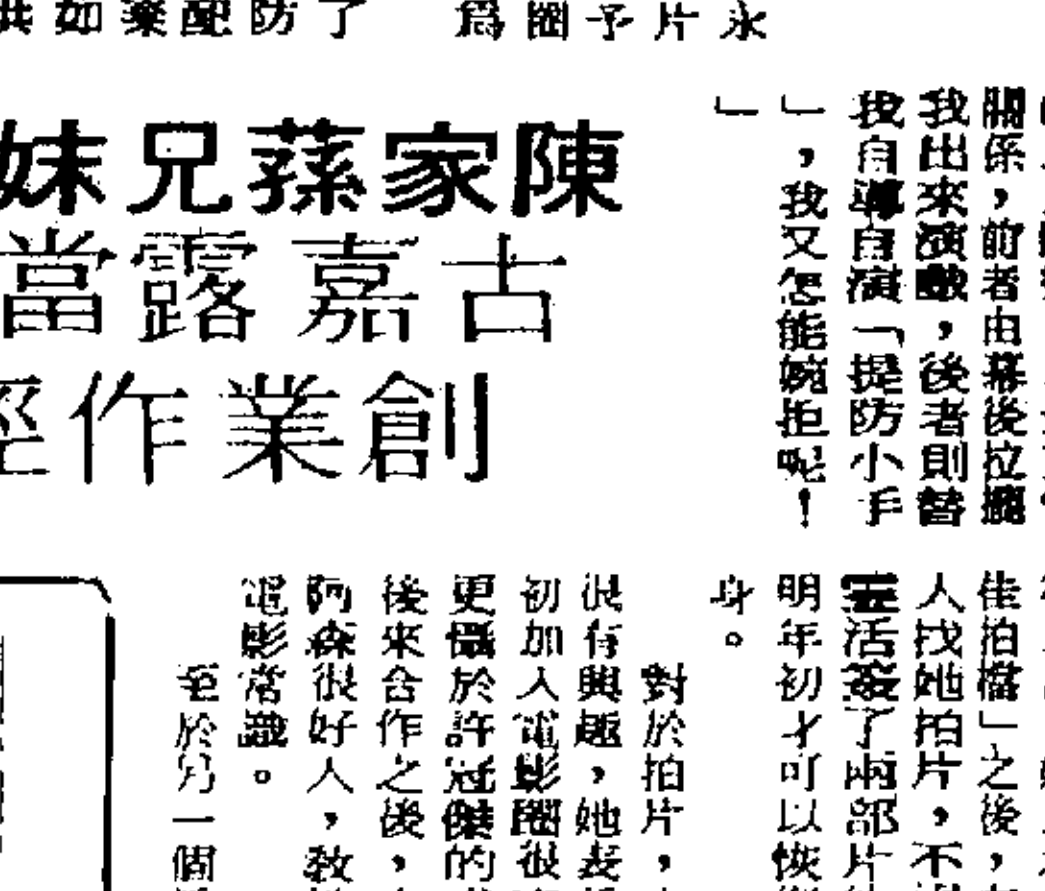 永片予圈爲
了防配藥如
關係，前者由幕後拉攏
我出來演戲，後者則替
我自導自演「提防小手
」，我又怎能婉拒呢！
」
陳家蓀兄妹
古嘉露當
創業作
佳拍檔」之後，
人找她拍片，不
活簽了兩部片
明年初才可以恢
身。
對於拍片，
很有興趣，她表
初加入電影圈很
更懾於許冠傑的
後來合作之後，
阿森很好人，教
電影常識。
至於另一個